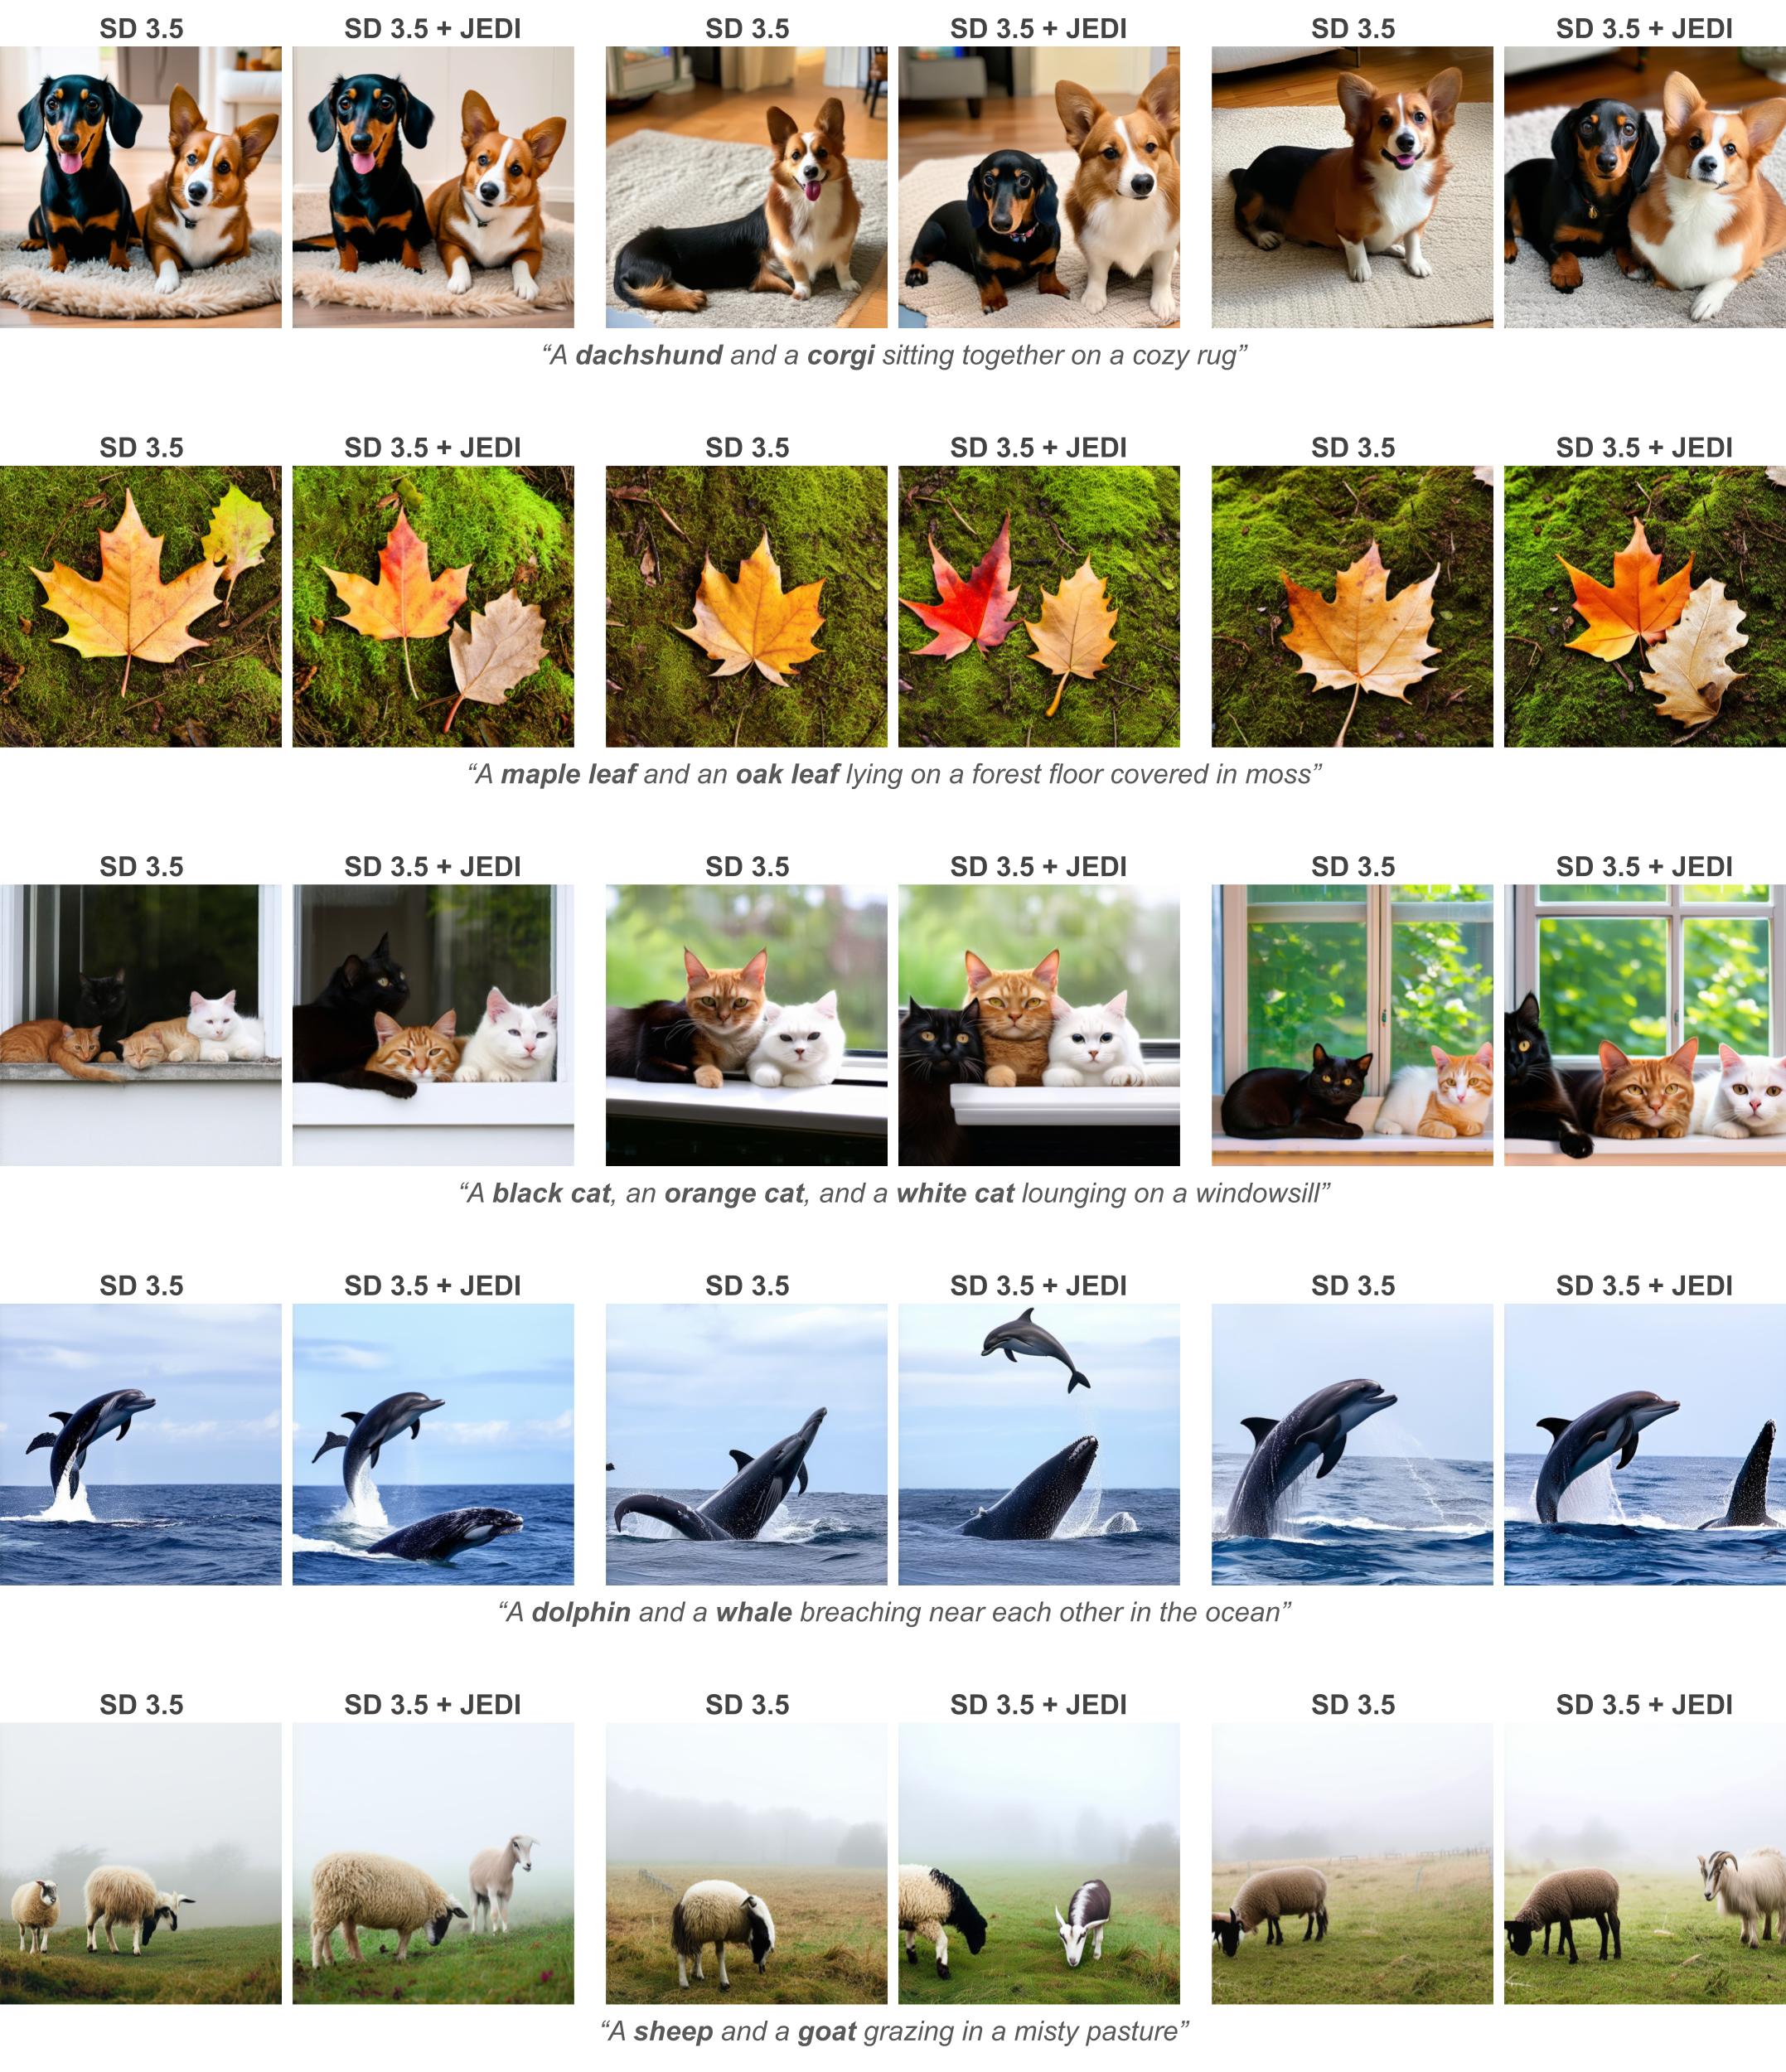 SD 3.5 SD 3.5 + JEDI SD 3.5 SD 3.5 + JEDI SD 3.5 SD 3.5 + JEDI
“A dachshund and a corgi sitting together on a cozy rug”
SD 3.5 SD 3.5 + JEDI SD 3.5 SD 3.5 + JEDI SD 3.5 SD 3.5 + JEDI
“A maple leaf and an oak leaf lying on a forest floor covered in moss”
SD 3.5 SD 3.5 + JEDI SD 3.5 SD 3.5 + JEDI SD 3.5 SD 3.5 + JEDI
“A black cat, an orange cat, and a white cat lounging on a windowsill”
SD 3.5 SD 3.5 + JEDI SD 3.5 SD 3.5 + JEDI SD 3.5 SD 3.5 + JEDI
“A dolphin and a whale breaching near each other in the ocean”
SD 3.5 SD 3.5 + JEDI SD 3.5 SD 3.5 + JEDI SD 3.5 SD 3.5 + JEDI
“A sheep and a goat grazing in a misty pasture”